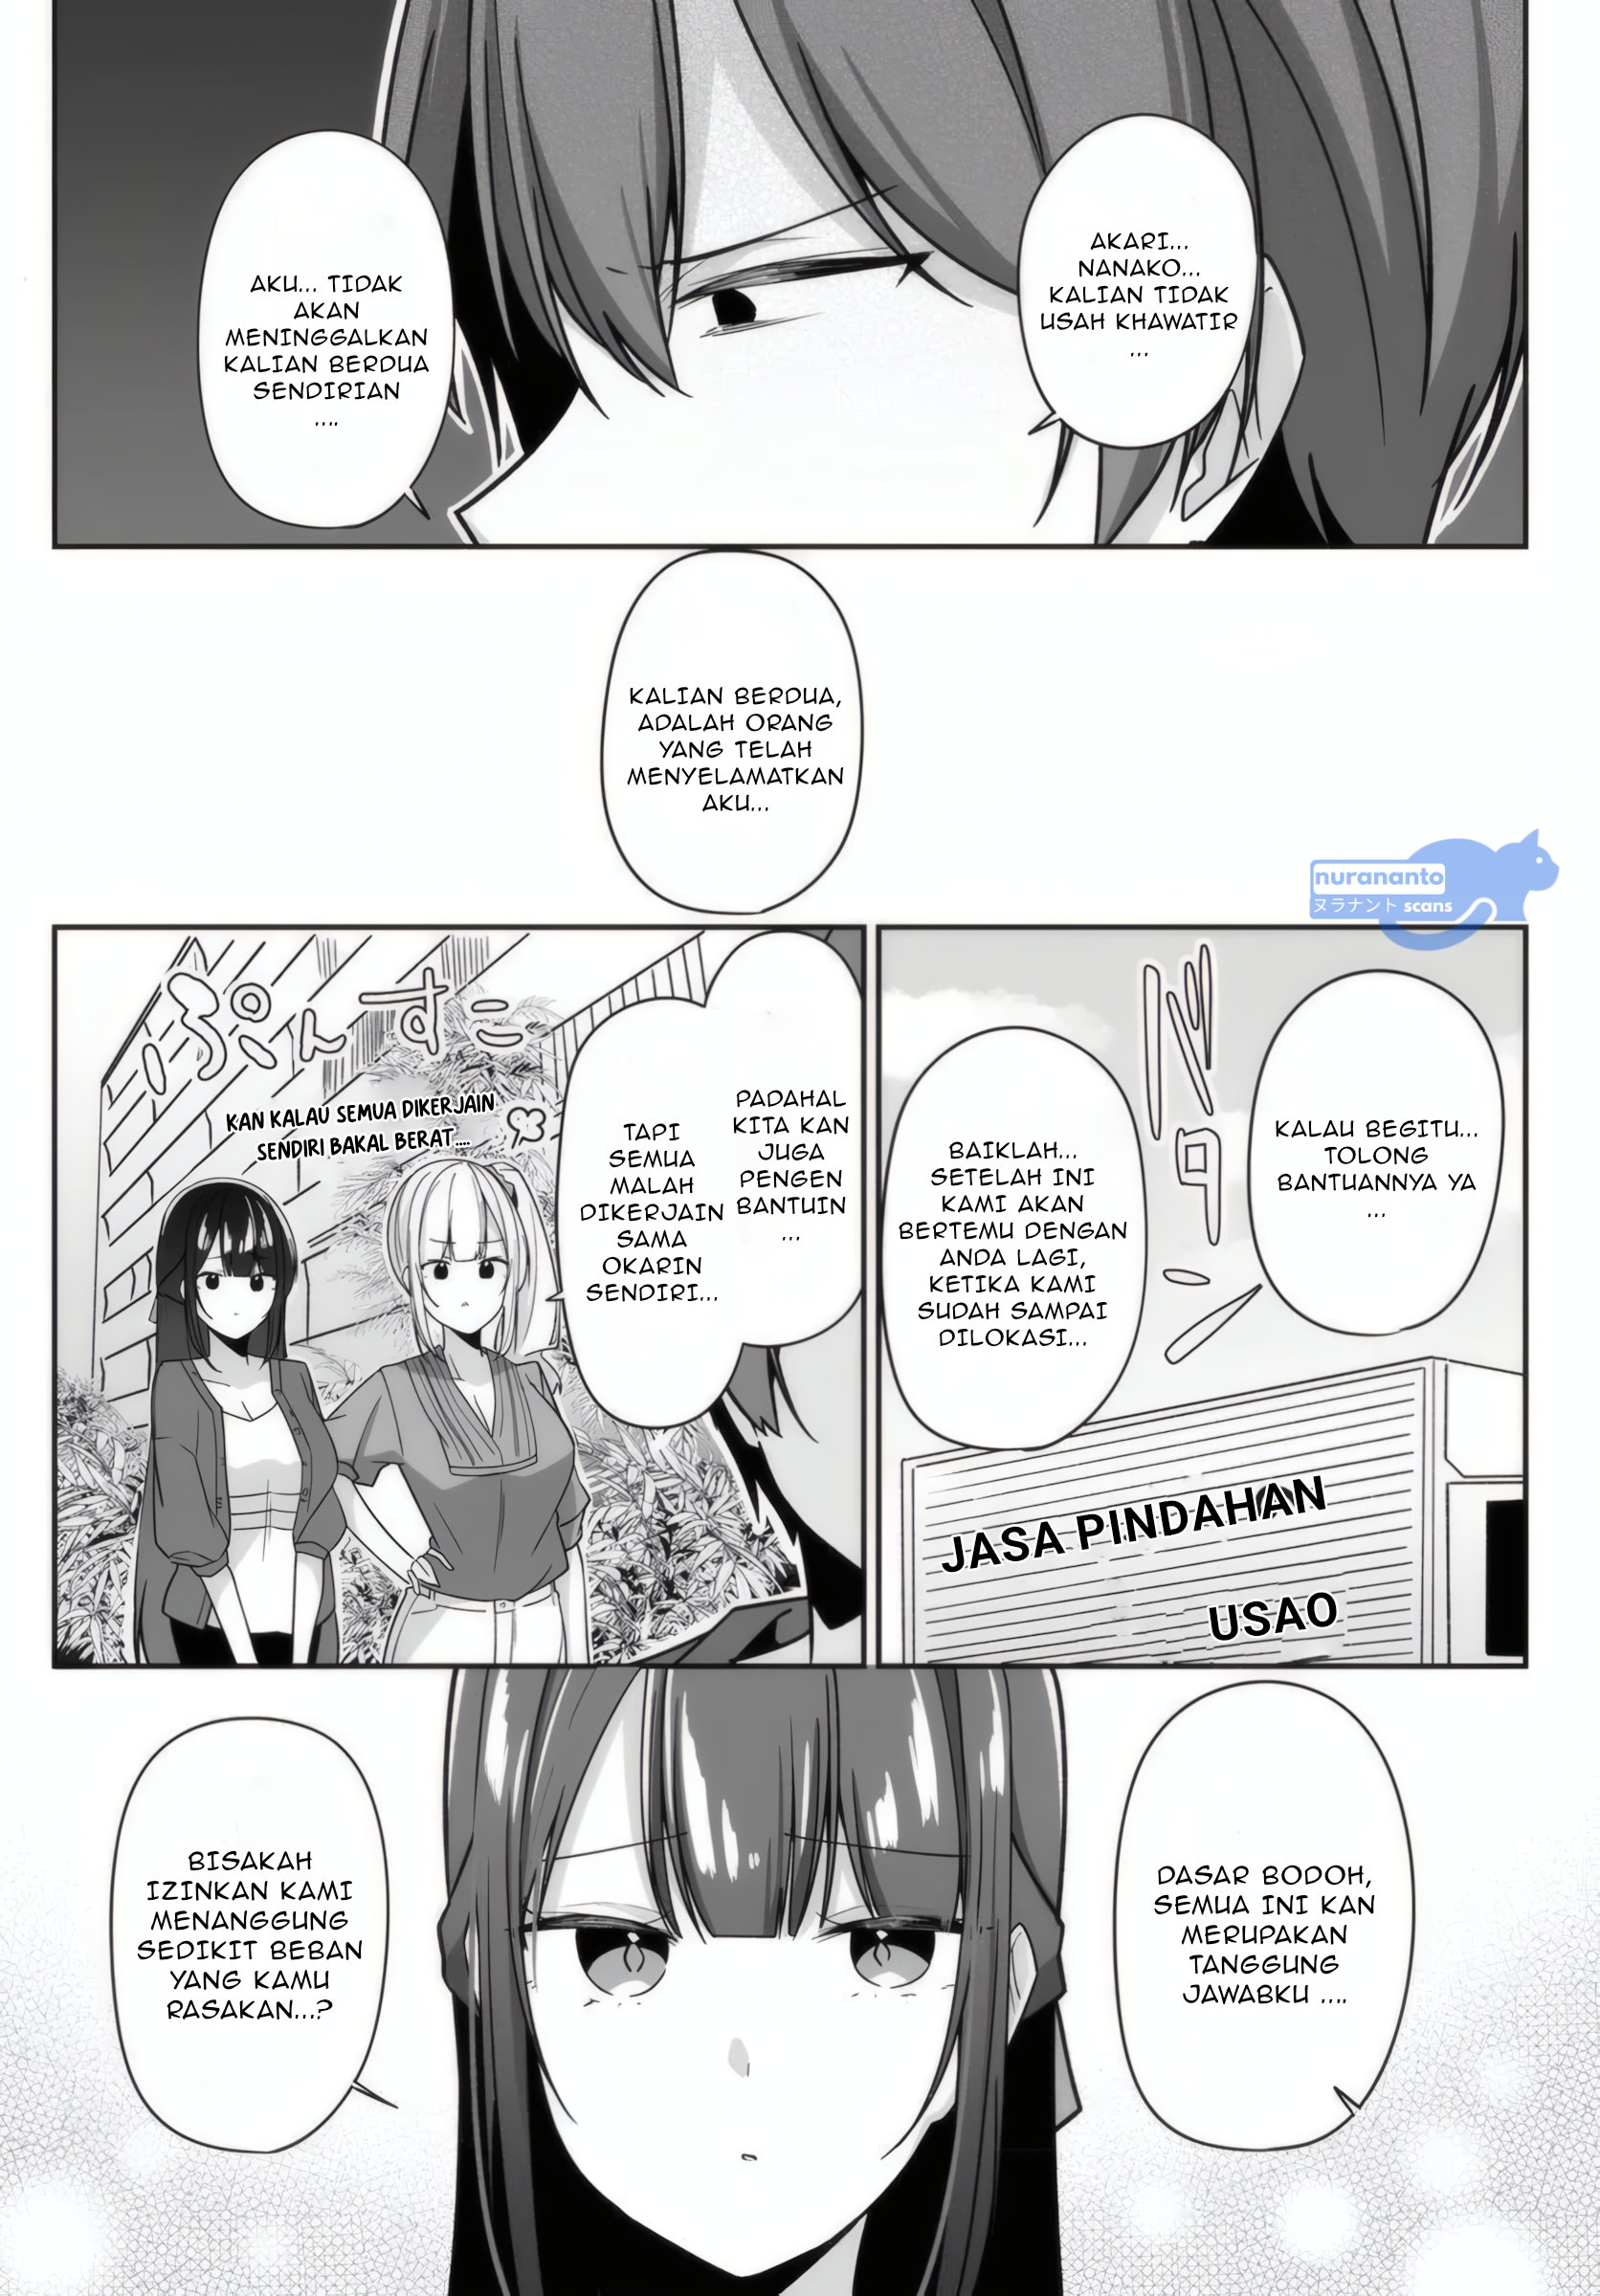 AKARI...
NANAKO...
KALIAN TIDAK
USAH KHAWATIR
...
AKU... TIDAK
AKAN
MENINGGALKAN
KALIAN BERDUA
SENDIRIAN
....
KALIAN BERDUA,
ADALAH ORANG
YANG TELAH
MENYELAMATKAN
AKU...
nurananto
ヌラナント scans
KALAU BEGITU...
TOLONG
BANTUANNYA YA
...
BAIKLAH...
SETELAH INI
KAMI AKAN
BERTEMU DENGAN
ANDA LAGI,
KETIKA KAMI
SUDAH SAMPAI
DILOKASI...
JASA PINDAHAN
USAO
PADAHAL
KITA KAN
JUGA
PENGEN
BANTUIN
...
TAPI
SEMUA
MALAH
DIKERJAIN
SAMA
OKARIN
SENDIRI...
ぷんすこ
KAN KALAU SEMUA DIKERJAIN
SENDIRI BAKAL BERAT....
DASAR BODOH,
SEMUA INI KAN
MERUPAKAN
TANGGUNG
JAWABKU ....
BISAKAH
IZINKAN KAMI
MENANGGUNG
SEDIKIT BEBAN
YANG KAMU
RASAKAN...?